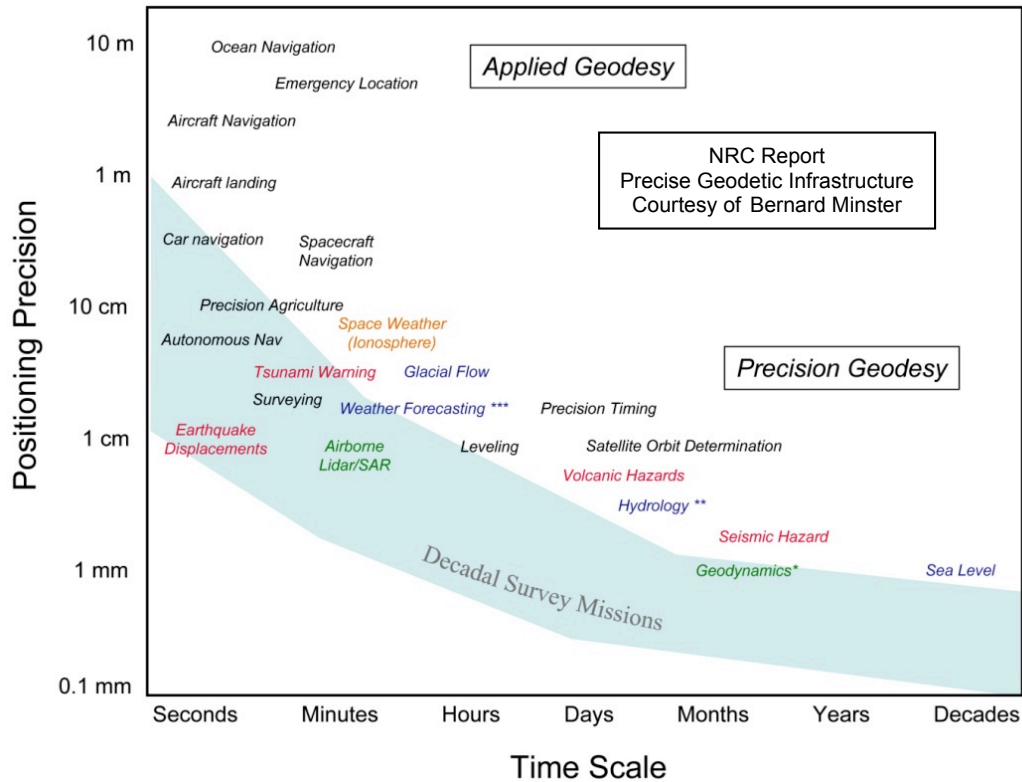 10 m
Ocean Navigation
Applied Geodesy
Emergency Location
Aircraft Navigation
NRC Report
Precise Geodetic Infrastructure
Courtesy of Bernard Minster
1 m
Aircraft landing
Car navigation
Spacecraft
Navigation
10 cm
Precision Agriculture
Space Weather
(Ionosphere)
Autonomous Nav
Precision Geodesy
Tsunami Warning
Glacial Flow
Surveying
Weather Forecasting ***
Precision Timing
1 cm
Earthquake
Displacements
Airborne
Lidar/SAR
Leveling
Satellite Orbit Determination
Volcanic Hazards
Hydrology **
Seismic Hazard
Decadal Survey Missions
1 mm
Geodynamics*
Sea Level
0.1 mm
Positioning Precision
Seconds Minutes Hours Days Months Years Decades
Time Scale